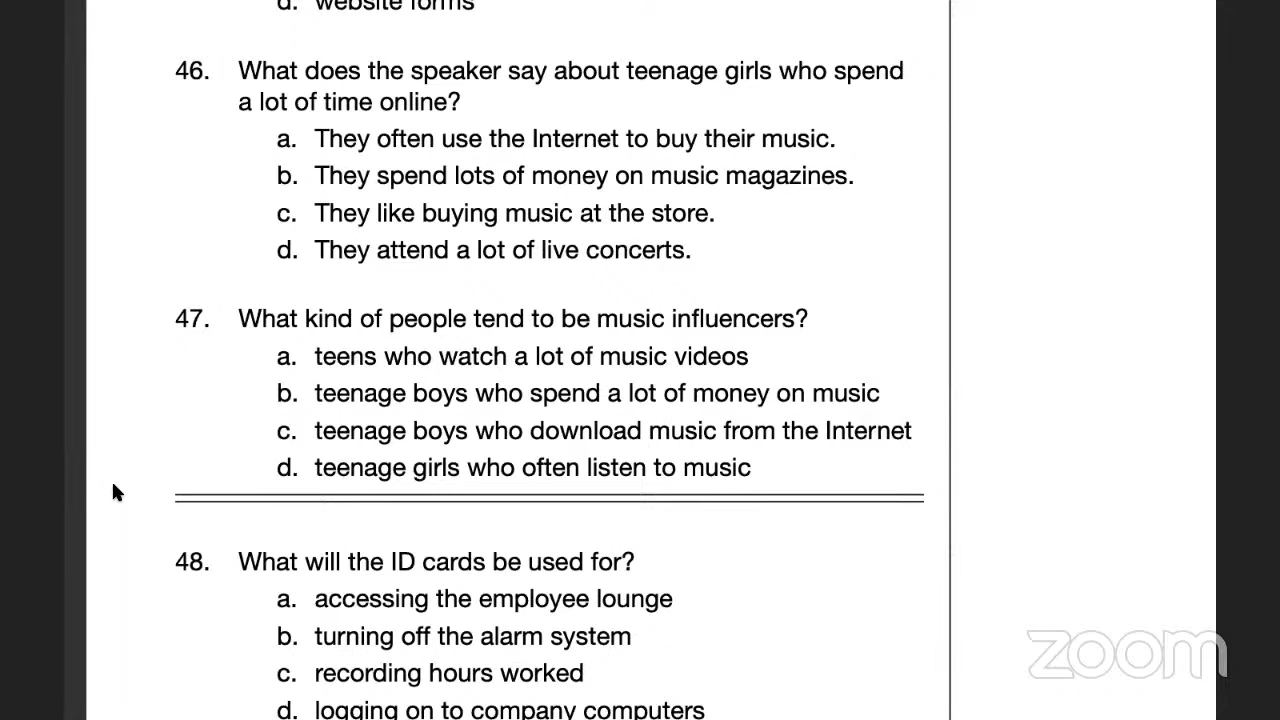 d. website forms
46. What does the speaker say about teenage girls who spend
a lot of time online?
a. They often use the Internet to buy their music.
b. They spend lots of money on music magazines.
c. They like buying music at the store.
d. They attend a lot of live concerts.
47. What kind of people tend to be music influencers?
a. teens who watch a lot of music videos
b. teenage boys who spend a lot of money on music
c. teenage boys who download music from the Internet
d. teenage girls who often listen to music
48. What will the ID cards be used for?
a. accessing the employee lounge
b. turning off the alarm system
c. recording hours worked
d. logging on to company computers
zoom